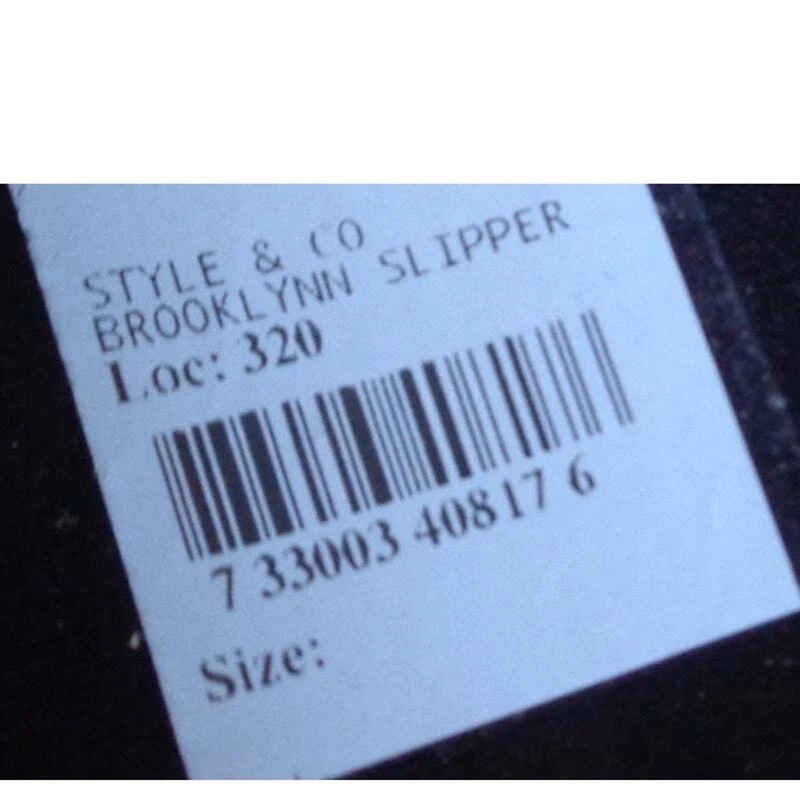 STYLE & CO
BROOKLYNN SLIPPER
Loc: 320
7 33003 40817 6
Size: